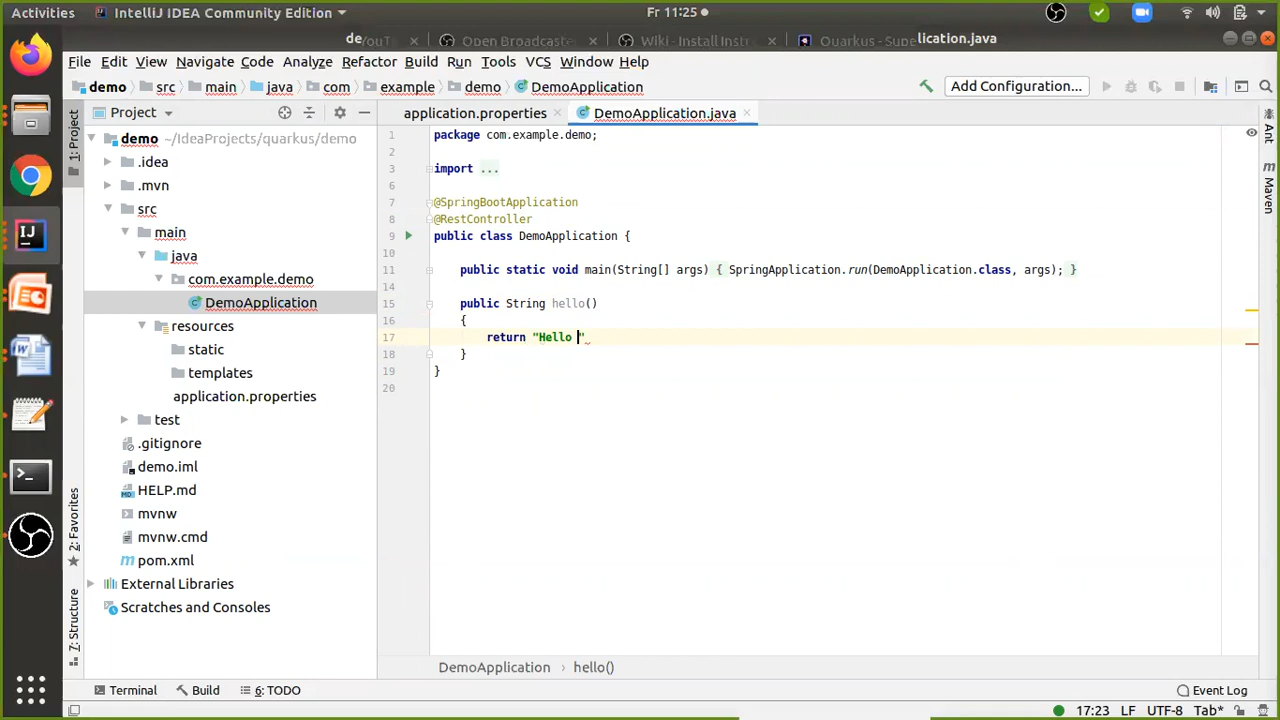 Activities IntelliJ IDEA Community Edition Fr 11:25
de YouT Open Broadcaste Wiki - Install Instr Quarkus - Supe lication.java
File Edit View Navigate Code Analyze Refactor Build Run Tools VCS Window Help
demo src main java com example demo DemoApplication Add Configuration...
1: Project
Project
application.properties DemoApplication.java
demo ~/IdeaProjects/quarkus/demo
.idea
.mvn
src
main
java
com.example.demo
DemoApplication
resources
static
templates
application.properties
test
.gitignore
demo.iml
HELP.md
mvnw
mvnw.cmd
pom.xml
External Libraries
Scratches and Consoles
1 package com.example.demo;
2
3 import ...
6
7 @SpringBootApplication
8 @RestController
9 public class DemoApplication {
10
11 public static void main(String[] args) { SpringApplication.run(DemoApplication.class, args); }
14
15 public String hello()
16 {
17 return "Hello "
18 }
19 }
20
Ant
Maven
2: Favorites
7: Structure
DemoApplication › hello()
Terminal Build 6: TODO Event Log
17:23 LF UTF-8 Tab*